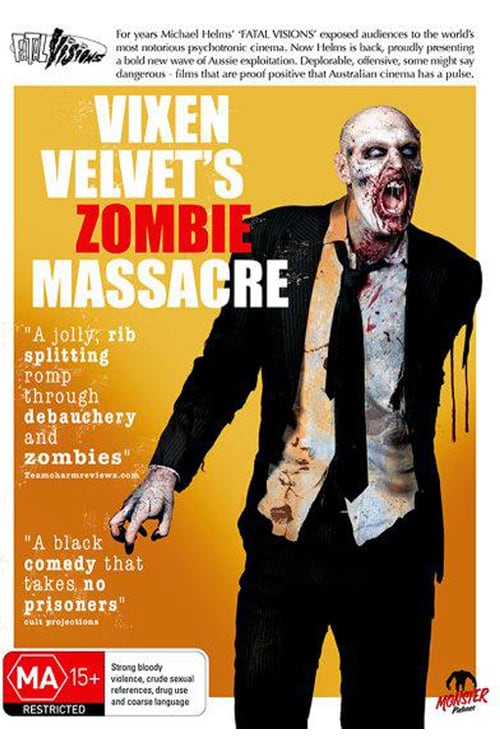 FATAL VISIONS
For years Michael Helms' 'FATAL VISIONS' exposed audiences to the world's
most notorious psychotronic cinema. Now Helms is back, proudly presenting
a bold new wave of Aussie exploitation. Deplorable, offensive, some might say
dangerous - films that are proof positive that Australian cinema has a pulse.
VIXEN
VELVET'S
ZOMBIE
MASSACRE
"A jolly, rib
splitting
romp
through
debauchery
and
zombies"
Teamcharmreviews.com
"A black
comedy that
takes no
prisoners"
cult projections
MA 15+
RESTRICTED
Strong bloody
violence, crude sexual
references, drug use
and coarse language
MONSTER
Pictures